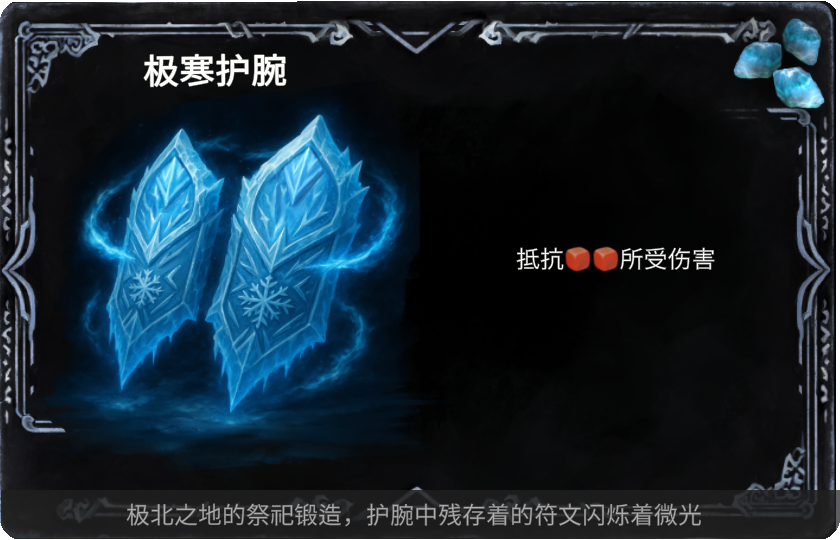 极寒护腕
抵抗所受伤害
极北之地的祭祀锻造，护腕中残存着的符文闪烁着微光